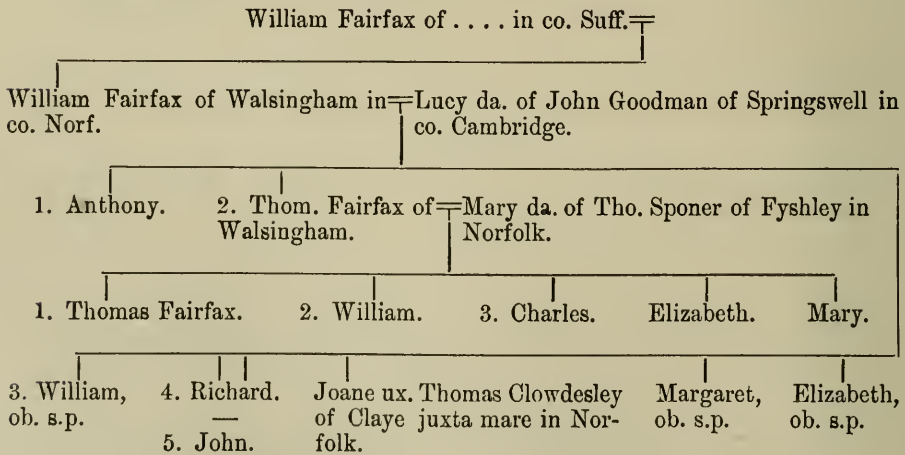 William Fairfax of . . . . in co. Suff.
William Fairfax of Walsingham in
co. Norf.
Lucy da. of John Goodman of Springswell in
co. Cambridge.
1. Anthony.
2. Thom. Fairfax of
Walsingham.
Mary da. of Tho. Sponer of Fyshley in
Norfolk.
1. Thomas Fairfax.
2. William.
3. Charles.
Elizabeth.
Mary.
3. William,
ob. s.p.
4. Richard.
—
5. John.
Joane ux. Thomas Clowdesley
of Claye juxta mare in Nor-
folk.
Margaret,
ob. s.p.
Elizabeth,
ob. s.p.